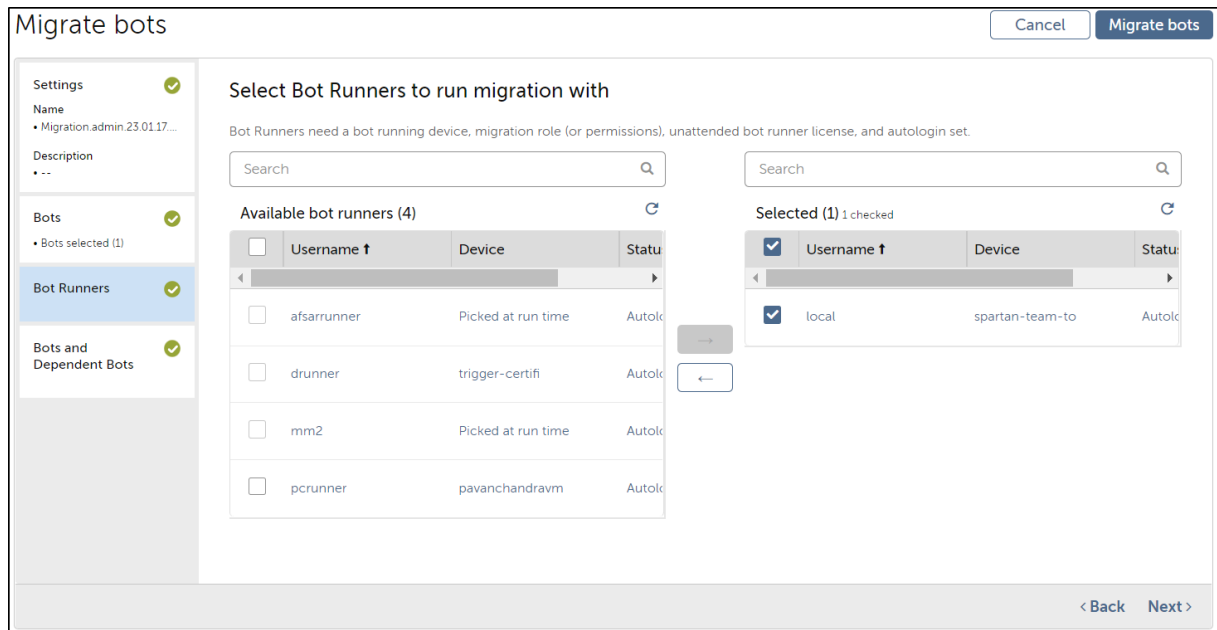 Migrate bots
Cancel
Migrate bots
Settings
Name
• Migration.admin.23.01.17....
Description
• --
Bots
• Bots selected (1)
Bot Runners
Bots and
Dependent Bots
Select Bot Runners to run migration with
Bot Runners need a bot running device, migration role (or permissions), unattended bot runner license, and autologin set.
Search
Available bot runners (4)
Username ↑ Device Statu
afsarrunner Picked at run time Autolo
drunner trigger-certifi Autolo
mm2 Picked at run time Autolo
pcrunner pavanchandravm Autolo
→
←
Search
Selected (1) 1 checked
Username ↑ Device Statu
local spartan-team-to Autolo
< Back Next >